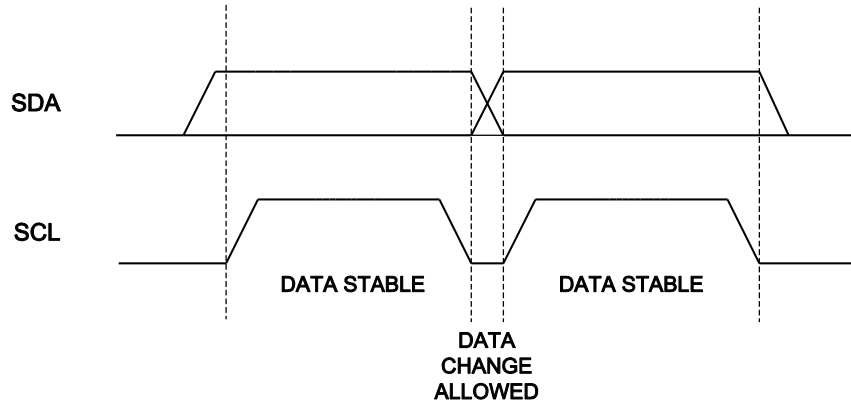 SDA
SCL
DATA STABLE
DATA STABLE
DATA
CHANGE
ALLOWED